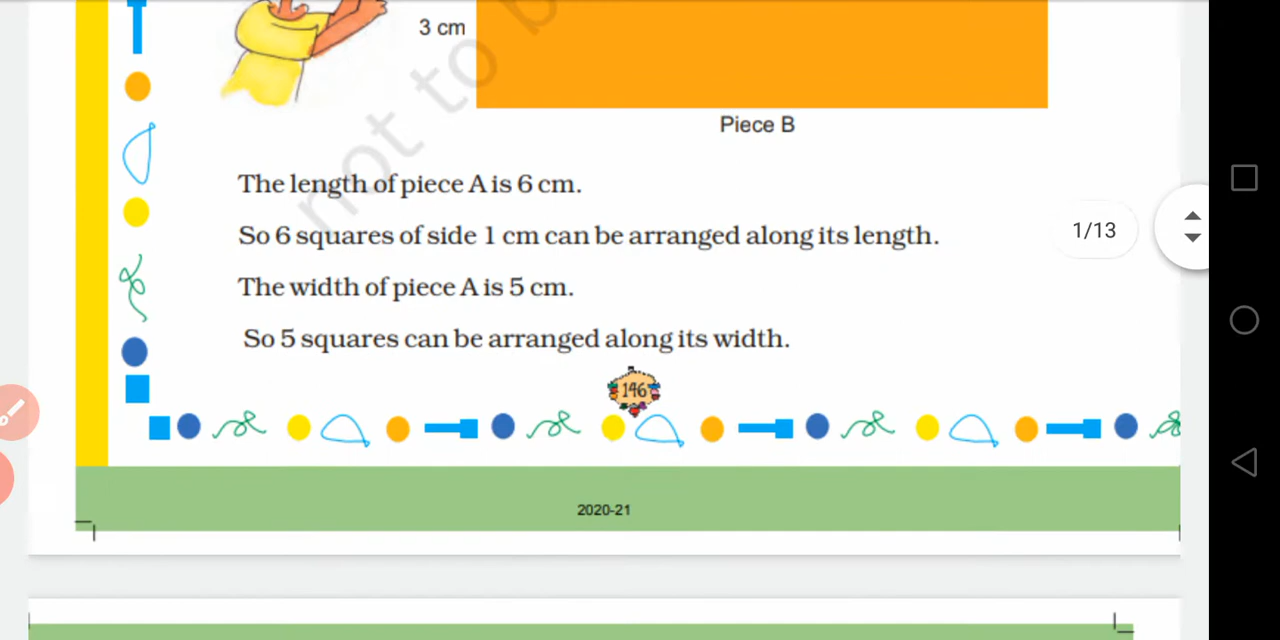 3 cm
not to b
Piece B
The length of piece A is 6 cm.
So 6 squares of side 1 cm can be arranged along its length.
1/13
The width of piece A is 5 cm.
So 5 squares can be arranged along its width.
146
2020-21